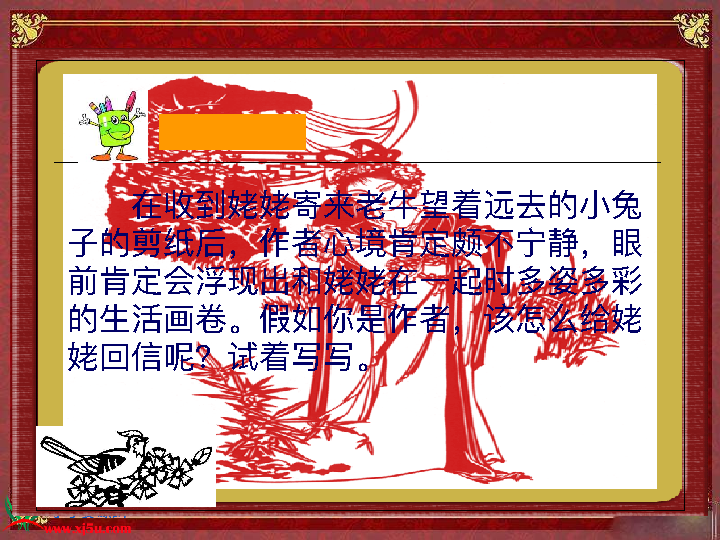 在收到姥姥寄来老牛望着远去的小兔
子的剪纸后，作者心境肯定颇不宁静，眼
前肯定会浮现出和姥姥在一起时多姿多彩
的生活画卷。假如你是作者，该怎么给姥
姥回信呢？试着写写。
www.xj5u.com